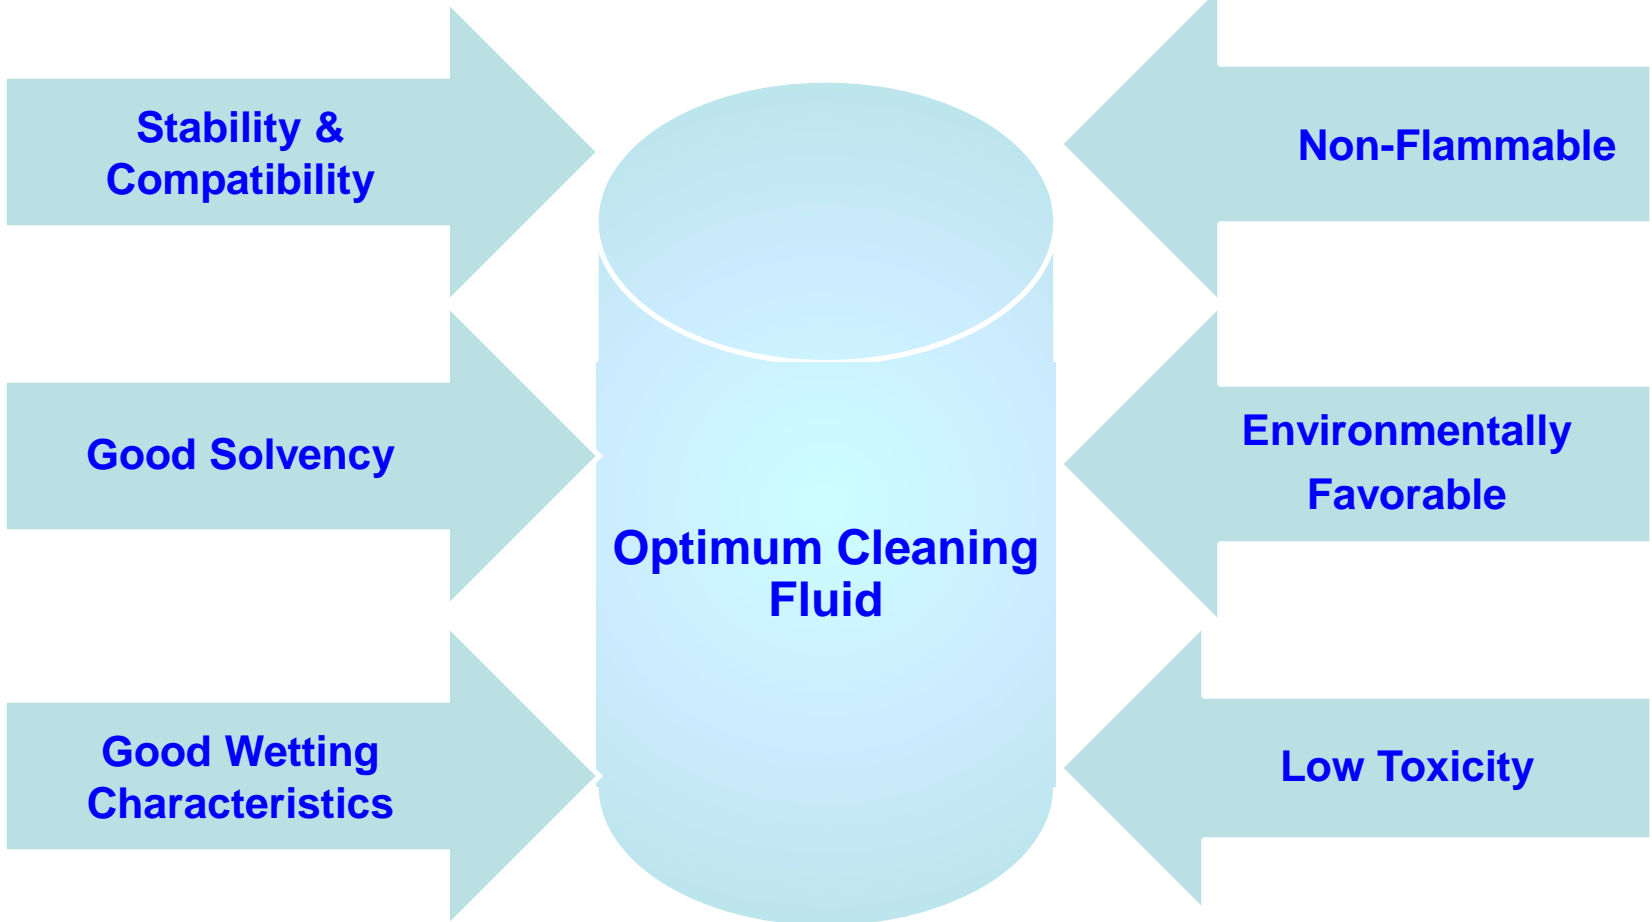 Stability &
Compatibility
Non-Flammable
Good Solvency
Environmentally
Favorable
Optimum Cleaning
Fluid
Good Wetting
Characteristics
Low Toxicity